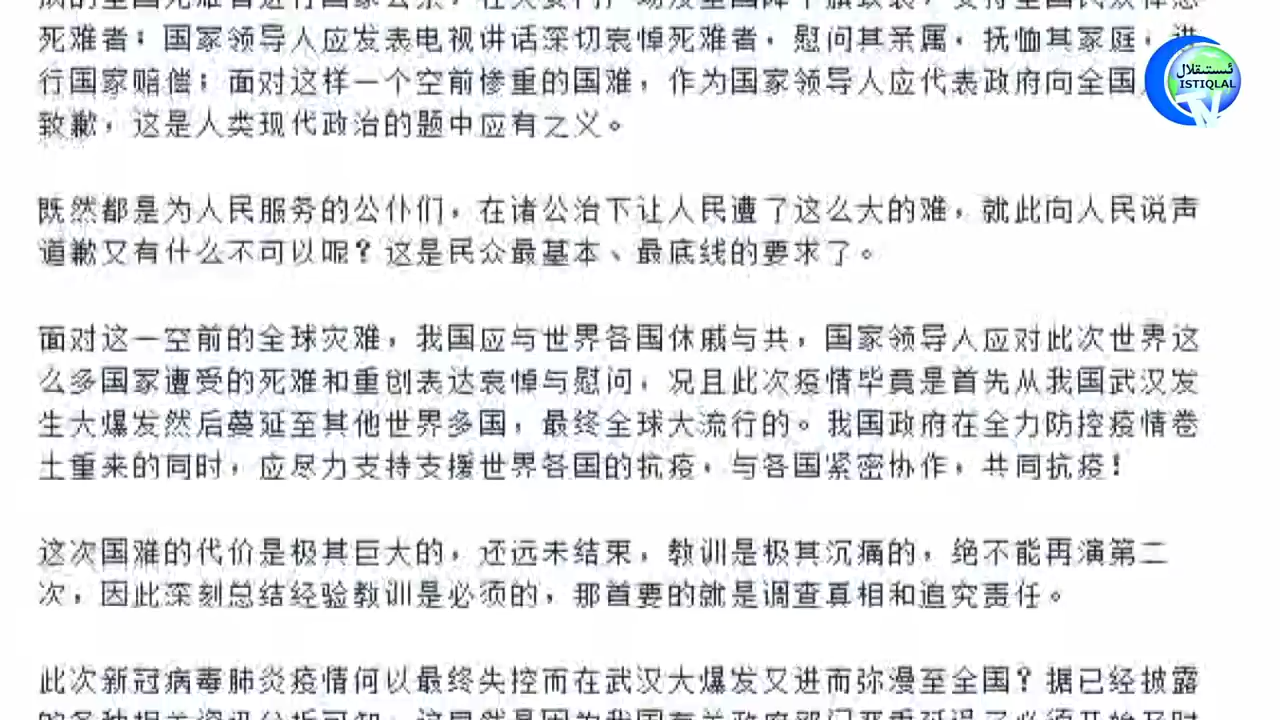 死难者；国家领导人应发表电视讲话深切哀悼死难者，慰问其亲属，抚恤其家庭，进
行国家赔偿；面对这样一个空前惨重的国难，作为国家领导人应代表政府向全国
致歉，这是人类现代政治的题中应有之义。
既然都是为人民服务的公仆们，在诸公治下让人民遭了这么大的难，就此向人民说声
道歉又有什么不可以呢？这是民众最基本、最底线的要求了。
面对这一空前的全球灾难，我国应与世界各国休戚与共，国家领导人应对此次世界这
么多国家遭受的死难和重创表达哀悼与慰问，况且此次疫情毕竟是首先从我国武汉发
生大爆发然后蔓延至其他世界多国，最终全球大流行的。我国政府在全力防控疫情卷
土重来的同时，应尽力支持支援世界各国的抗疫，与各国紧密协作，共同抗疫！
这次国难的代价是极其巨大的，还远未结束，教训是极其沉痛的，绝不能再演第二
次，因此深刻总结经验教训是必须的，那首要的就是调查真相和追究责任。
此次新冠病毒肺炎疫情何以最终失控而在武汉大爆发又进而弥漫至全国？据已经披露
ئىستىقلال
ISTIQLAL
TV